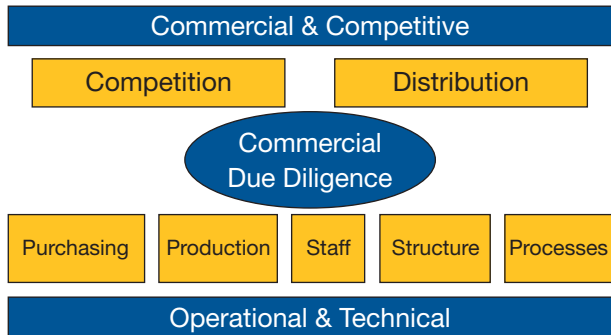 Commercial & Competitive
Competition
Distribution
Commercial
Due Diligence
Purchasing
Production
Staff
Structure
Processes
Operational & Technical